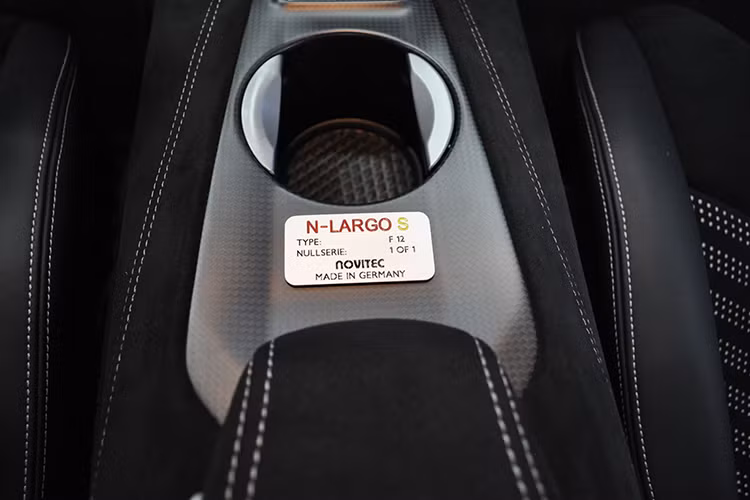 N-LARGO S
TYPE: F 12
NULLSERIE: 1 OF 1
NOVITEC
MADE IN GERMANY